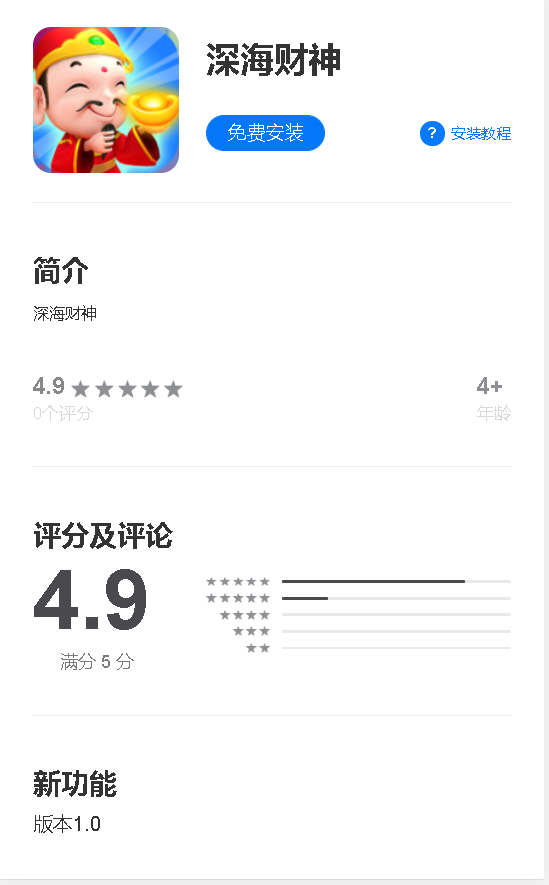 深海财神
免费安装
? 安装教程
简介
深海财神
4.9
4+
0个评分
年龄
评分及评论
4.9
满分 5 分
新功能
版本1.0